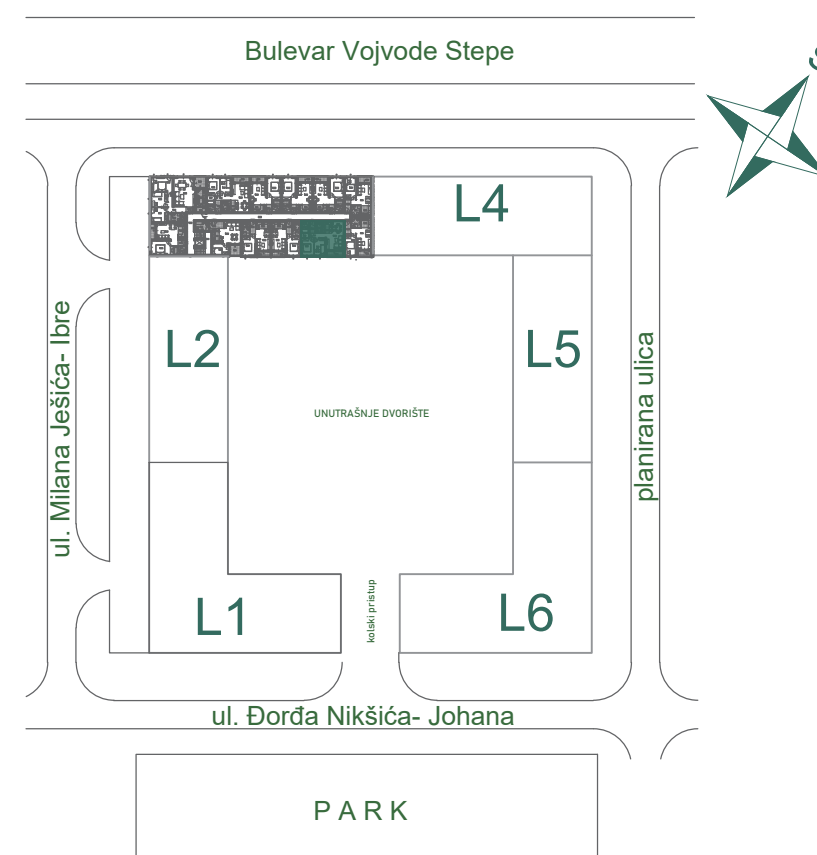 Bulevar Vojvode Stepe
S
L4
L2
L5
ul. Milana Ješića- Ibre
planirana ulica
UNUTRAŠNJE DVORIŠTE
kolski pristup
L1
L6
ul. Đorđa Nikšića- Johana
PARK